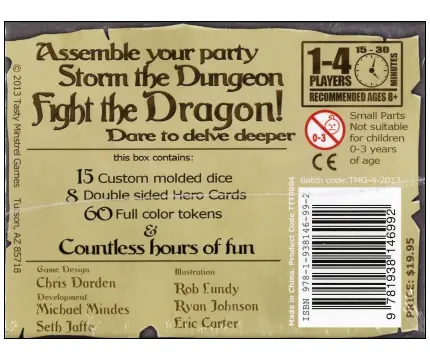 Assemble your party
Storm the Dungeon
Fight the Dragon!
Dare to delve deeper
this box contains:
15 Custom molded dice
8 Double sided Hero Cards
60 Full color tokens
&
Countless hours of fun
Game Design
Chris Darden
Development
Michael Mindes
Seth Jaffe
Illustration
Rob Lundy
Ryan Johnson
Eric Carter
© 2013 Tasty Minstrel Games Tucson, AZ 85718
1-4
PLAYERS
15 - 30
MINUTES
RECOMMENDED AGES 8+
0-3
Small Parts
Not suitable
for children
0-3 years
of age
CE
Batch code:TMG-4-2013
Made in China. Product Code TTT8004
ISBN 978-1-938146-99-2
9 781938 146992
PRICE: $19.95